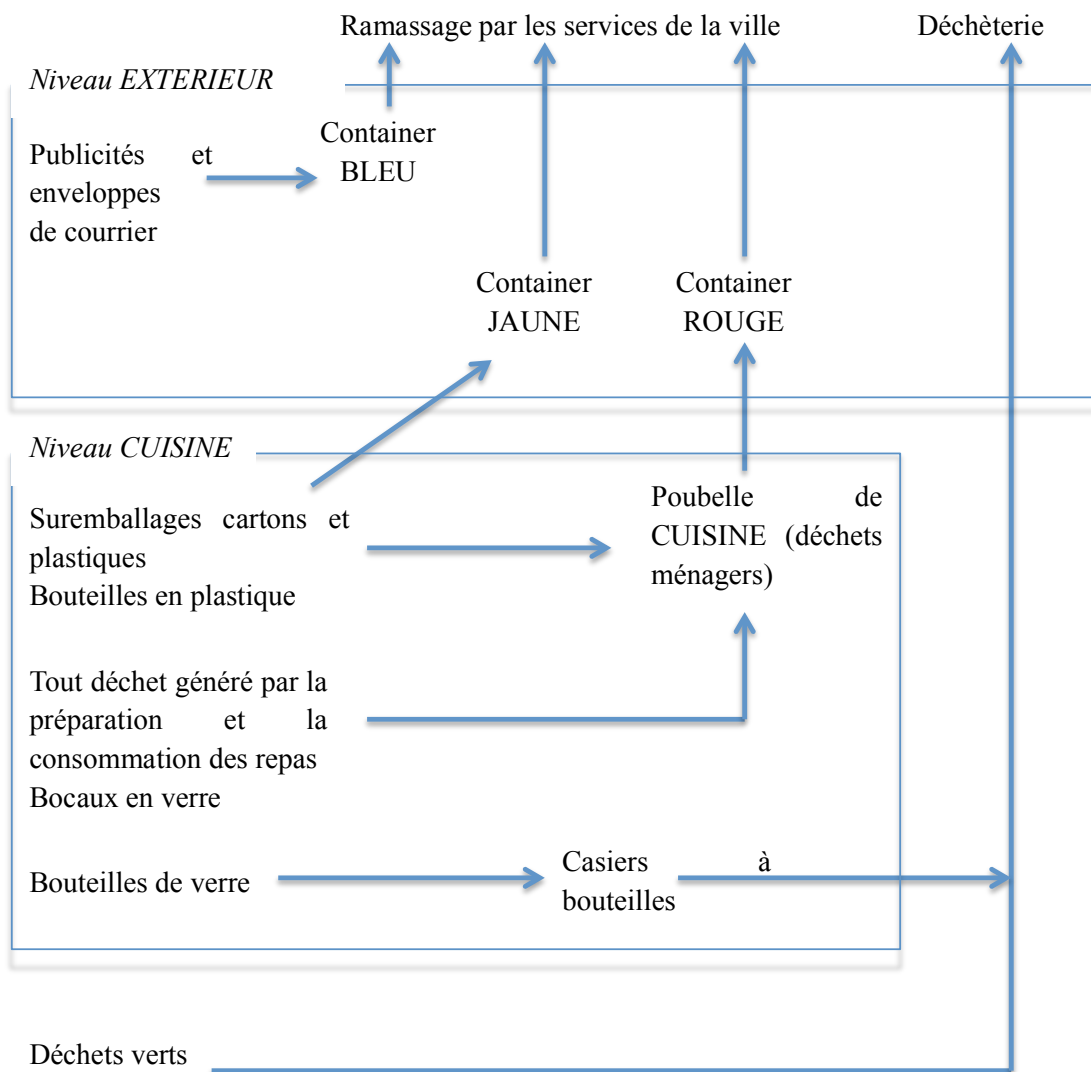 Ramassage par les services de la ville
Déchèterie
Niveau EXTERIEUR
Publicités et
enveloppes
de courrier
Container
BLEU
Container
JAUNE
Container
ROUGE
Niveau CUISINE
Suremballages cartons et
plastiques
Bouteilles en plastique
Poubelle de
CUISINE (déchets
ménagers)
Tout déchet généré par la
préparation et la
consommation des repas
Bocaux en verre
Bouteilles de verre
Casiers à
bouteilles
Déchets verts